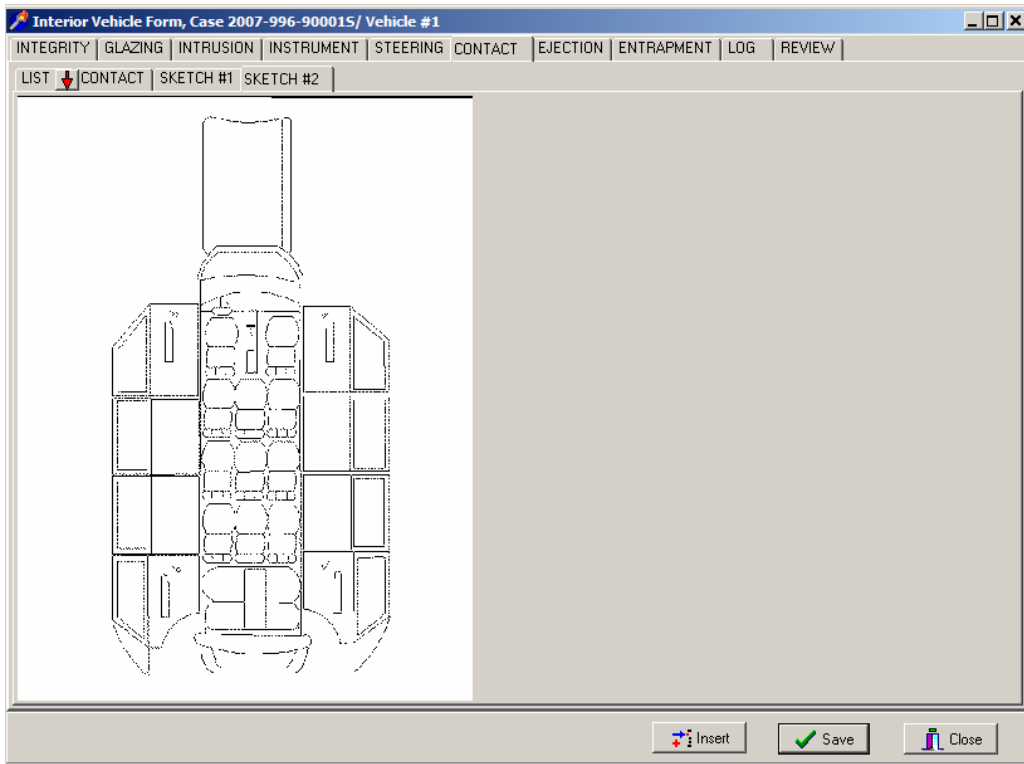 Interior Vehicle Form, Case 2007-996-90001S/ Vehicle #1
INTEGRITY GLAZING INTRUSION INSTRUMENT STEERING CONTACT EJECTION ENTRAPMENT LOG REVIEW
LIST CONTACT SKETCH #1 SKETCH #2
Insert Save Close